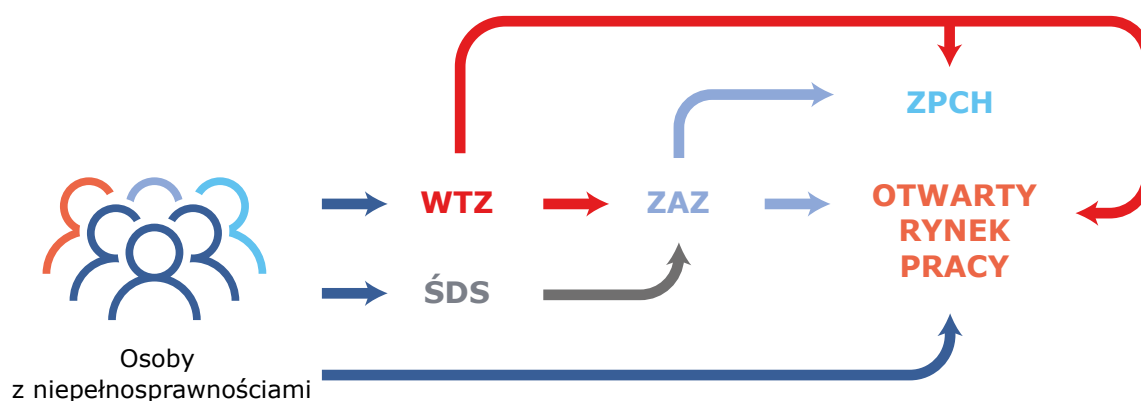 ZPCH
WTZ
ZAZ
OTWARTY
RYNEK
PRACY
ŚDS
Osoby
z niepełnosprawnościami